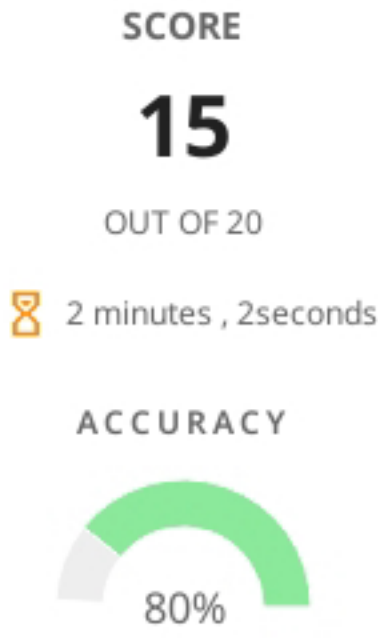 SCORE
15
OUT OF 20
2 minutes , 2seconds
ACCURACY
80%